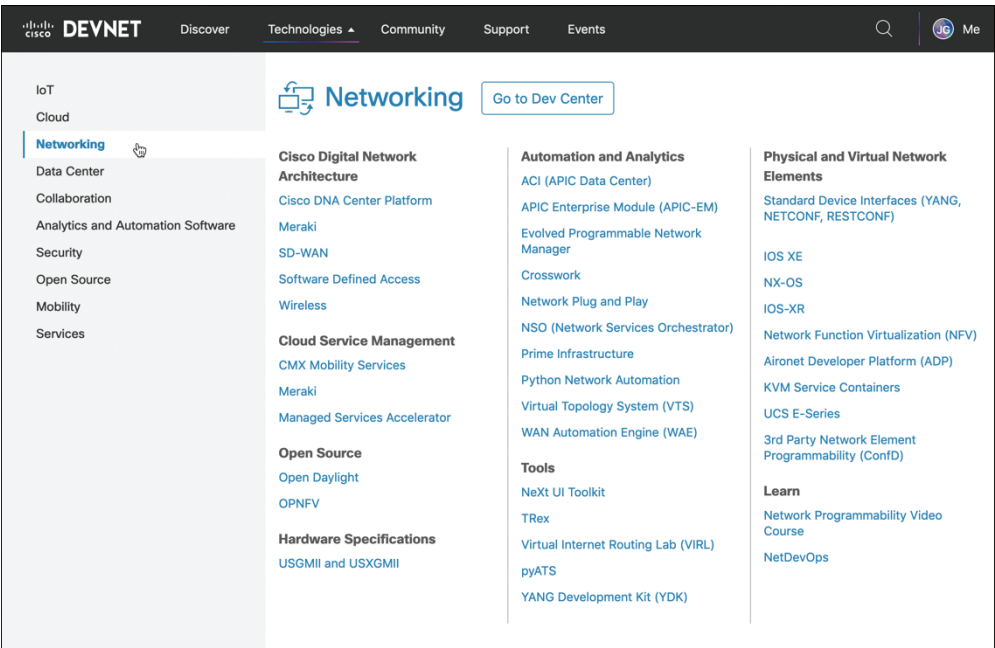 cisco DEVNET
Discover
Technologies
Community
Support
Events
JG Me
IoT
Cloud
Networking
Data Center
Collaboration
Analytics and Automation Software
Security
Open Source
Mobility
Services
Networking
Go to Dev Center
Cisco Digital Network
Architecture
Cisco DNA Center Platform
Meraki
SD-WAN
Software Defined Access
Wireless
Cloud Service Management
CMX Mobility Services
Meraki
Managed Services Accelerator
Open Source
Open Daylight
OPNFV
Hardware Specifications
USGMII and USXGMII
Automation and Analytics
ACI (APIC Data Center)
APIC Enterprise Module (APIC-EM)
Evolved Programmable Network
Manager
Crosswork
Network Plug and Play
NSO (Network Services Orchestrator)
Prime Infrastructure
Python Network Automation
Virtual Topology System (VTS)
WAN Automation Engine (WAE)
Tools
NeXt UI Toolkit
TRex
Virtual Internet Routing Lab (VIRL)
pyATS
YANG Development Kit (YDK)
Physical and Virtual Network
Elements
Standard Device Interfaces (YANG,
NETCONF, RESTCONF)
IOS XE
NX-OS
IOS-XR
Network Function Virtualization (NFV)
Aironet Developer Platform (ADP)
KVM Service Containers
UCS E-Series
3rd Party Network Element
Programmability (ConfD)
Learn
Network Programmability Video
Course
NetDevOps